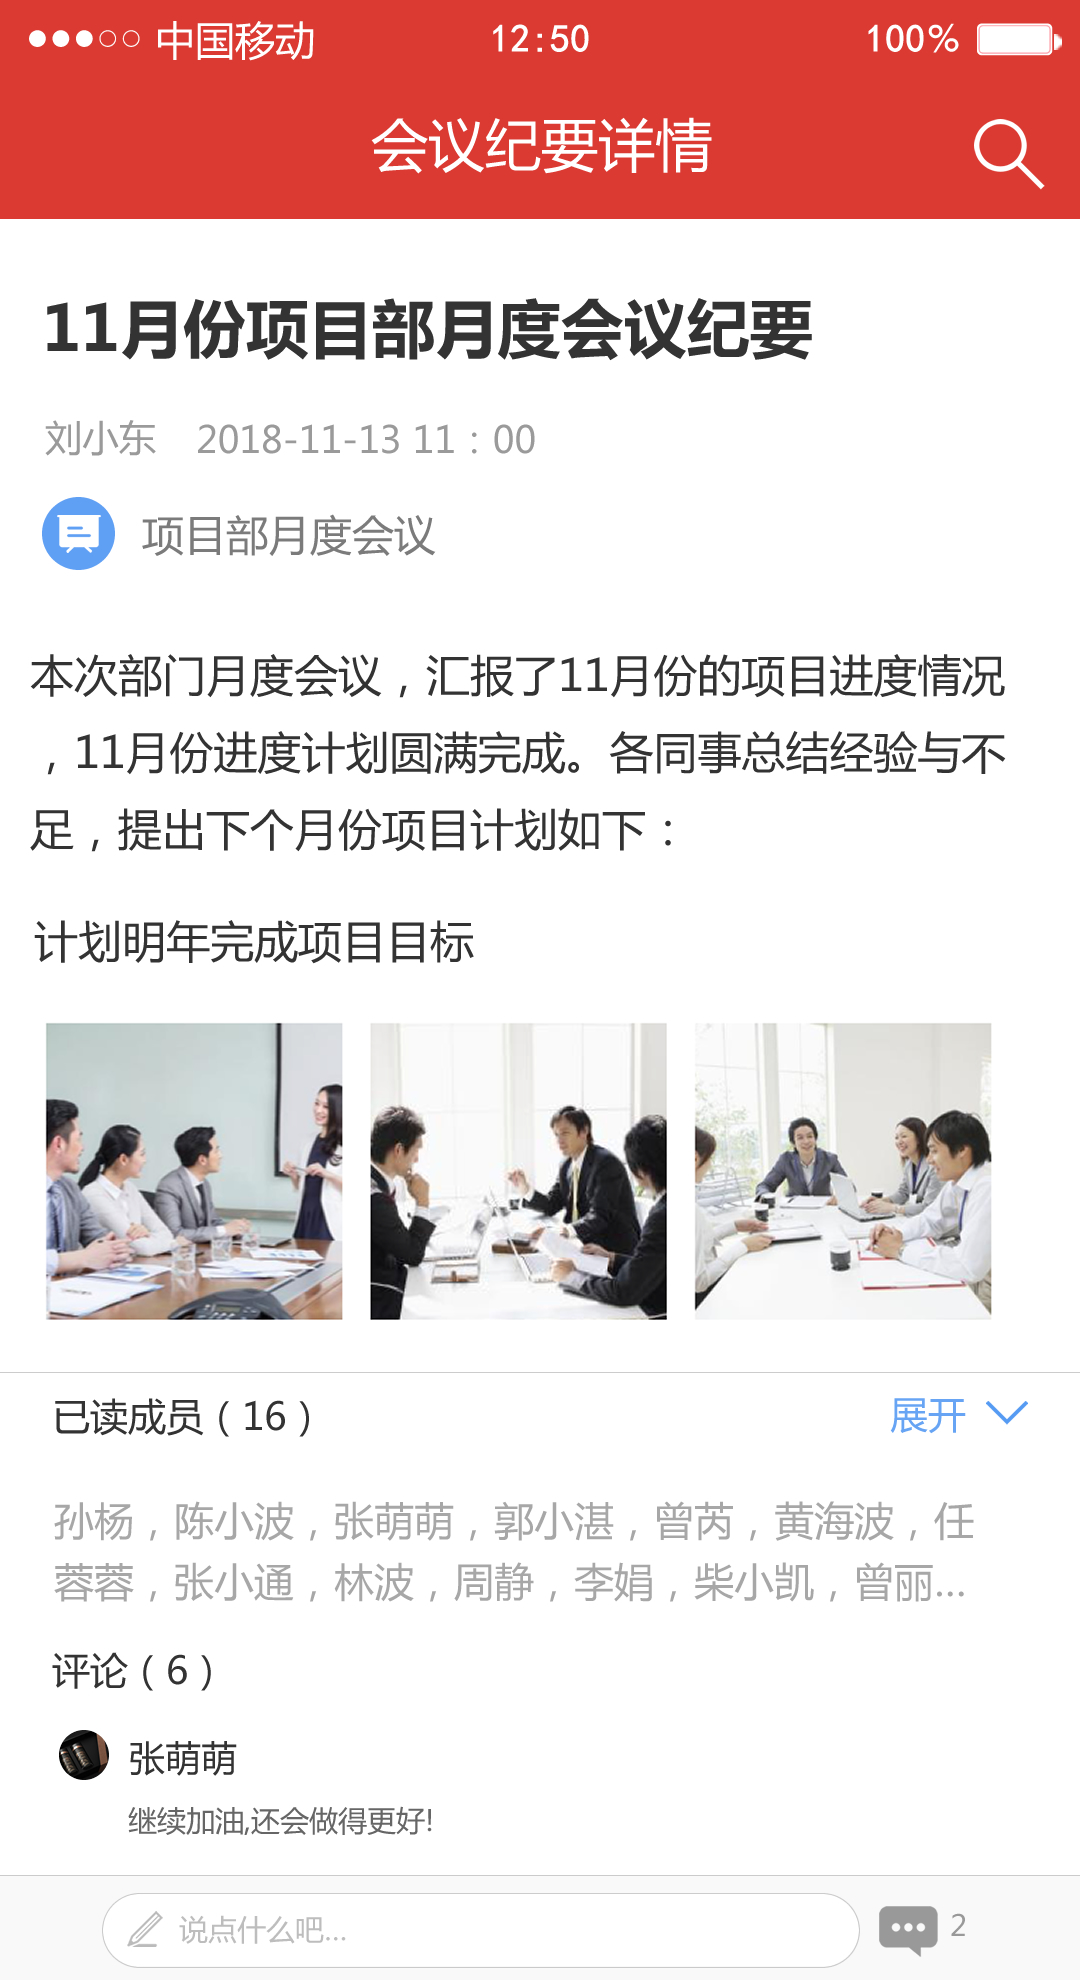 中国移动 12:50 100%
会议纪要详情
11月份项目部月度会议纪要
刘小东 2018-11-13 11：00
项目部月度会议
本次部门月度会议，汇报了11月份的项目进度情况
，11月份进度计划圆满完成。各同事总结经验与不
足，提出下个月份项目计划如下：
计划明年完成项目目标
已读成员（16） 展开
孙杨，陈小波，张萌萌，郭小湛，曾芮，黄海波，任
蓉蓉，张小通，林波，周静，李娟，柴小凯，曾丽...
评论（6）
张萌萌
继续加油,还会做得更好!
说点什么吧... 2